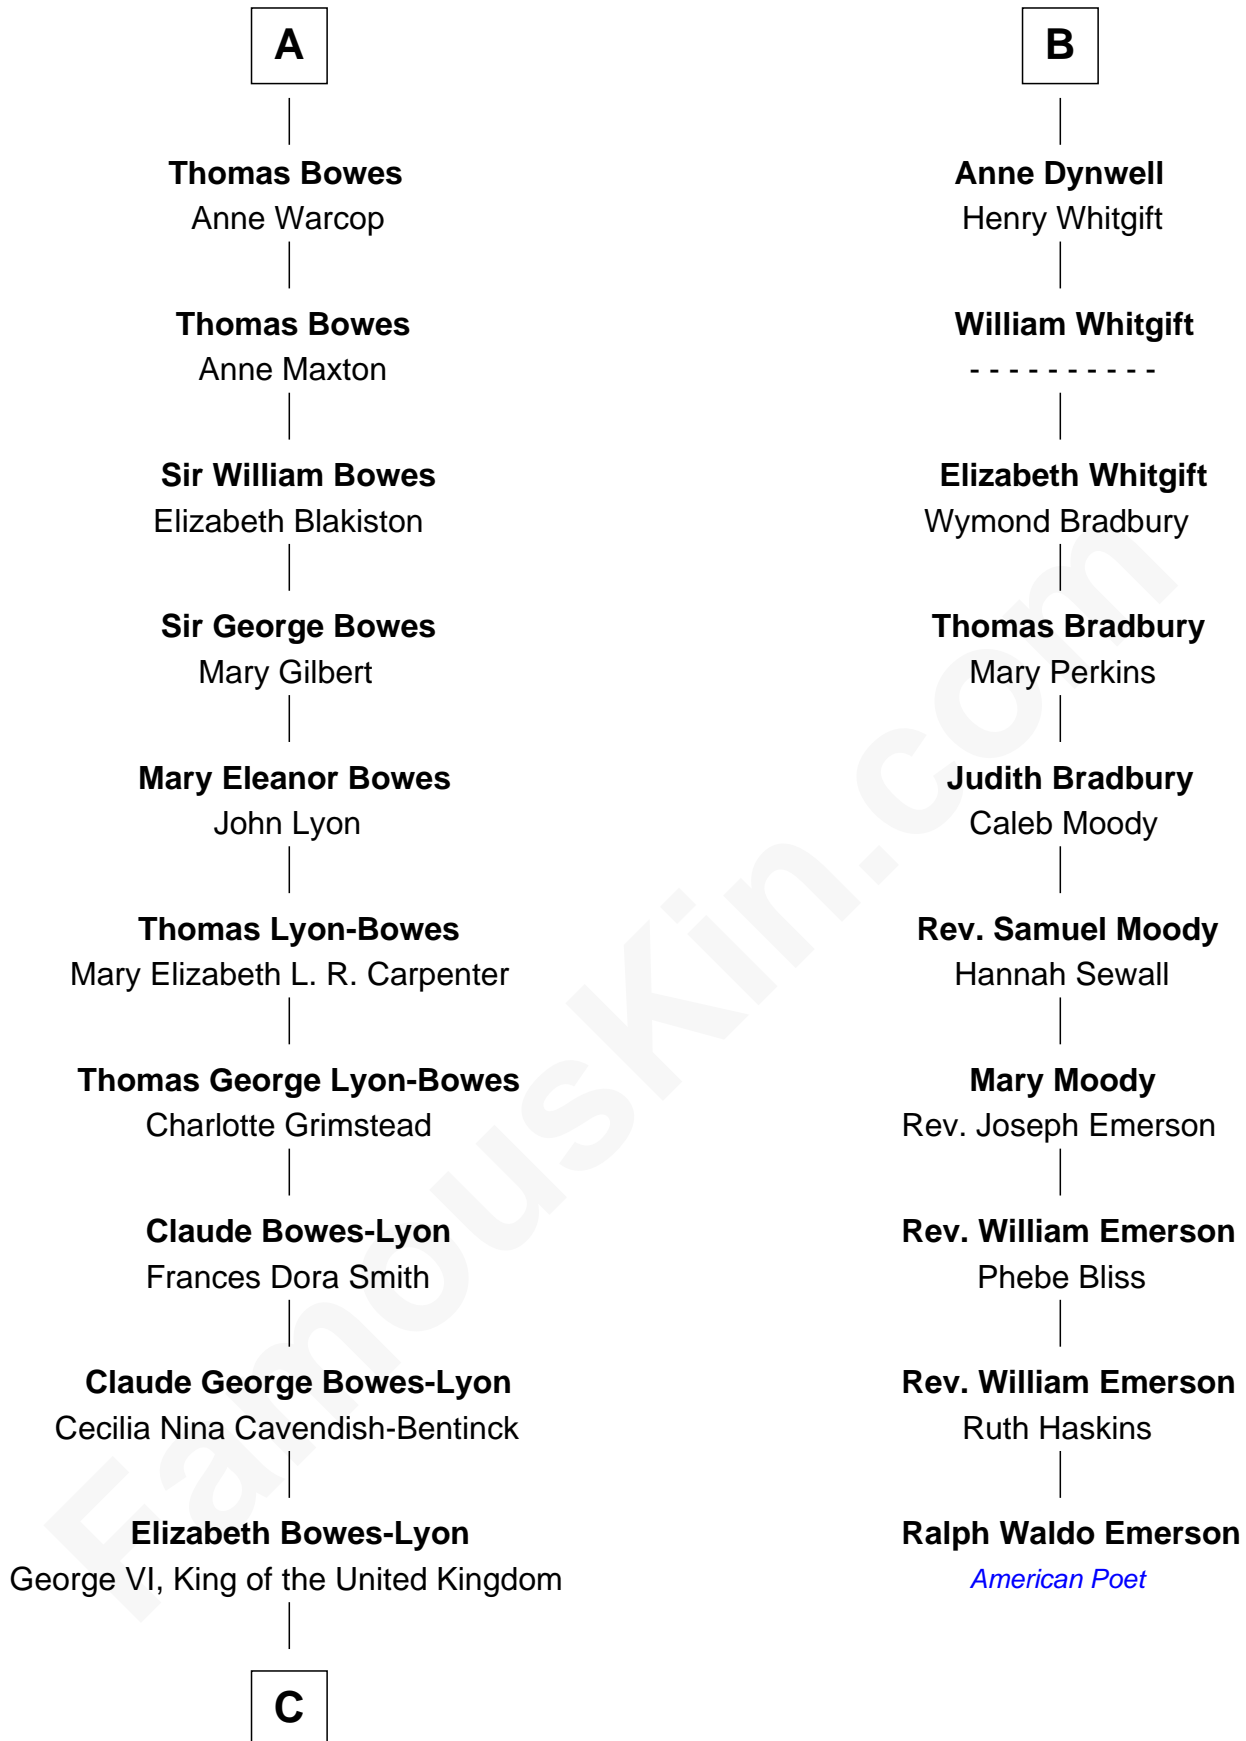 A
Thomas Bowes
Anne Warcop
Thomas Bowes
Anne Maxton
Sir William Bowes
Elizabeth Blakiston
Sir George Bowes
Mary Gilbert
Mary Eleanor Bowes
John Lyon
Thomas Lyon-Bowes
Mary Elizabeth L. R. Carpenter
Thomas George Lyon-Bowes
Charlotte Grimstead
Claude Bowes-Lyon
Frances Dora Smith
Claude George Bowes-Lyon
Cecilia Nina Cavendish-Bentinck
Elizabeth Bowes-Lyon
George VI, King of the United Kingdom
C
B
Anne Dynwell
Henry Whitgift
William Whitgift
- - - - - - - - - -
Elizabeth Whitgift
Wymond Bradbury
Thomas Bradbury
Mary Perkins
Judith Bradbury
Caleb Moody
Rev. Samuel Moody
Hannah Sewall
Mary Moody
Rev. Joseph Emerson
Rev. William Emerson
Phebe Bliss
Rev. William Emerson
Ruth Haskins
Ralph Waldo Emerson
American Poet
FamousKin.com